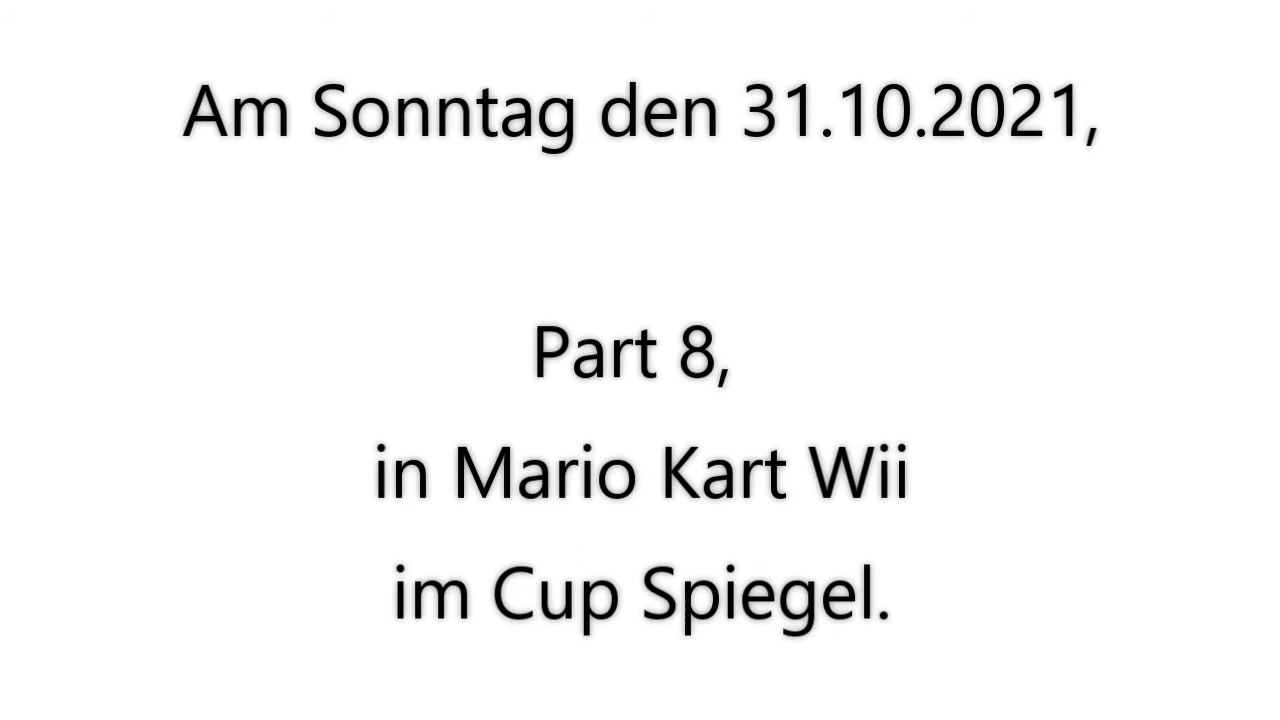 Am Sonntag den 31.10.2021,
Part 8,
in Mario Kart Wii
im Cup Spiegel.